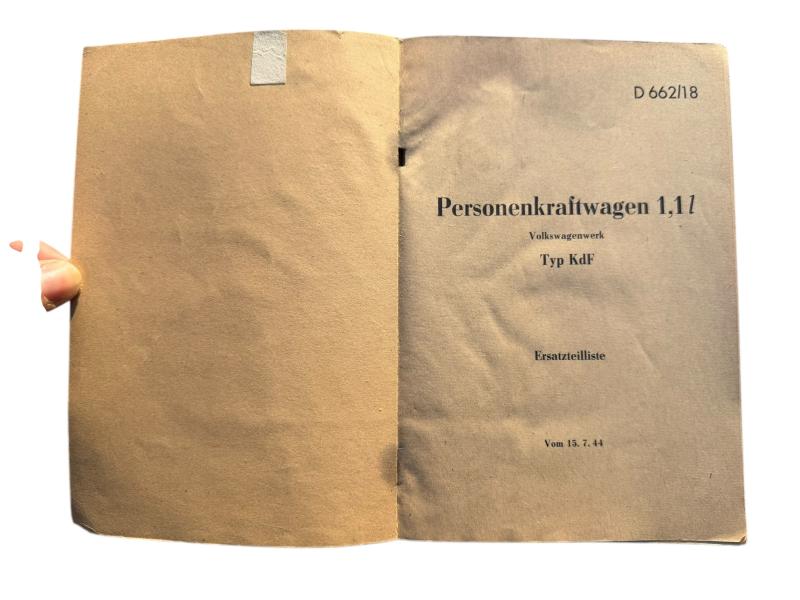 D 662/18
Personenkraftwagen 1,1 l
Volkswagenwerk
Typ KdF
Ersatzteilliste
Vom 15. 7. 44